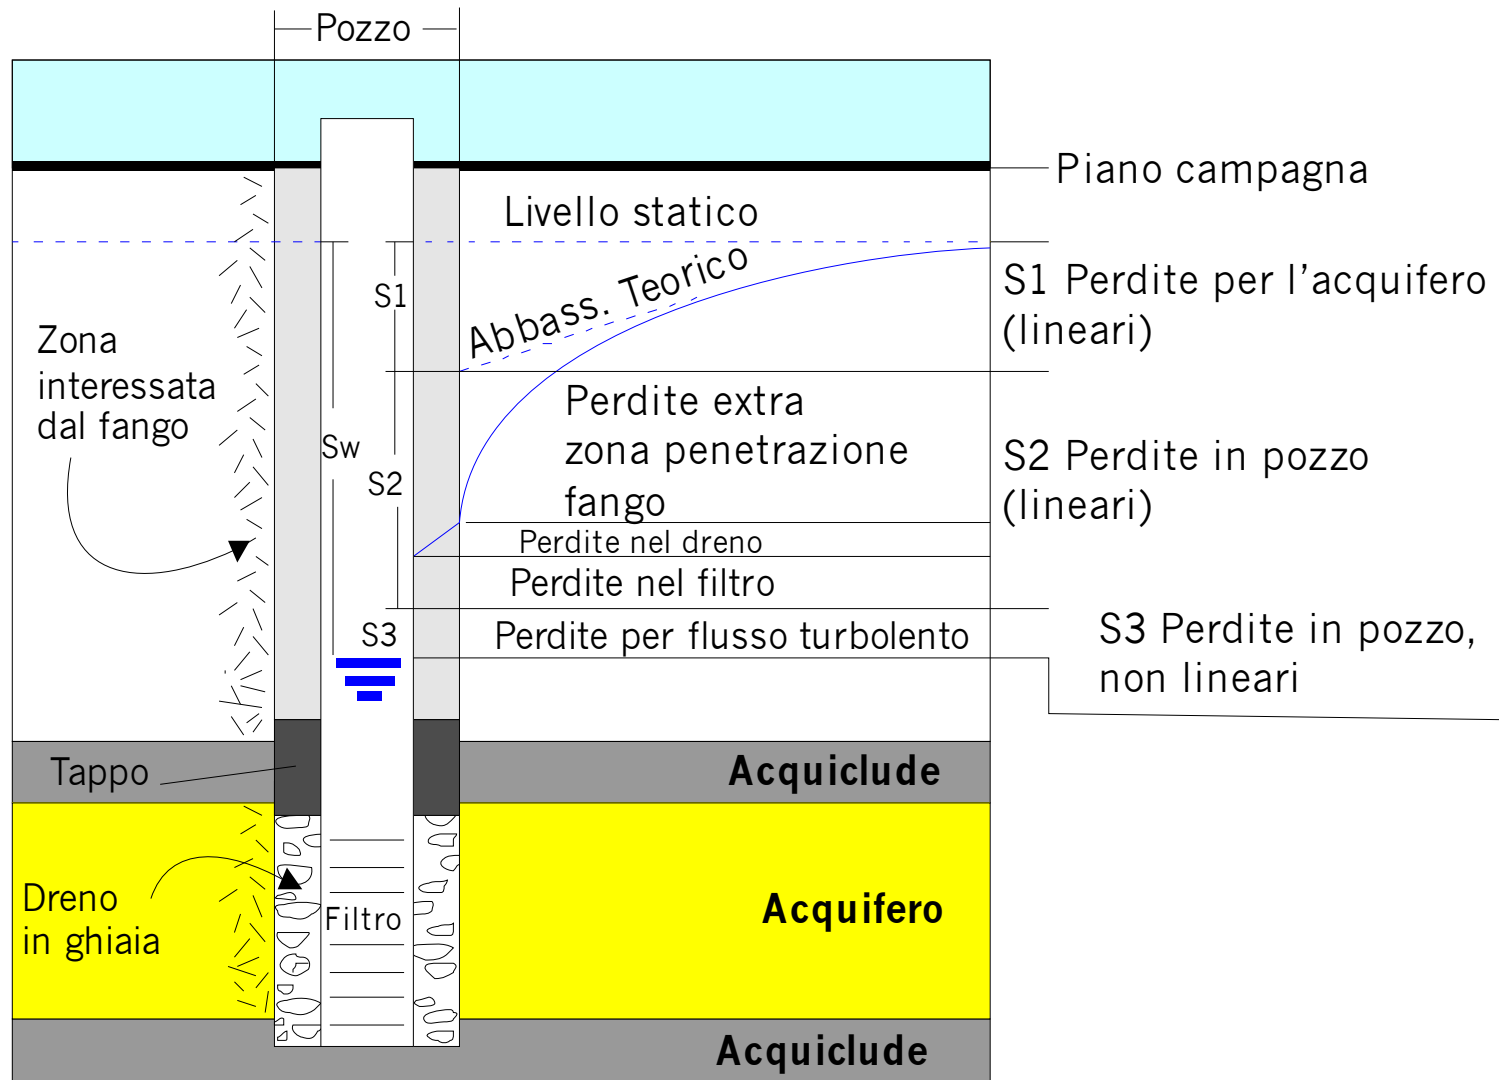 Pozzo
Piano campagna
Livello statico
Abbass. Teorico
S1
S1 Perdite per l'acquifero
(lineari)
Zona
interessata
dal fango
Sw
S2
Perdite extra
zona penetrazione
fango
S2 Perdite in pozzo
(lineari)
Perdite nel dreno
Perdite nel filtro
S3
Perdite per flusso turbolento
S3 Perdite in pozzo,
non lineari
Tappo
Acquiclude
Dreno
in ghiaia
Filtro
Acquifero
Acquiclude